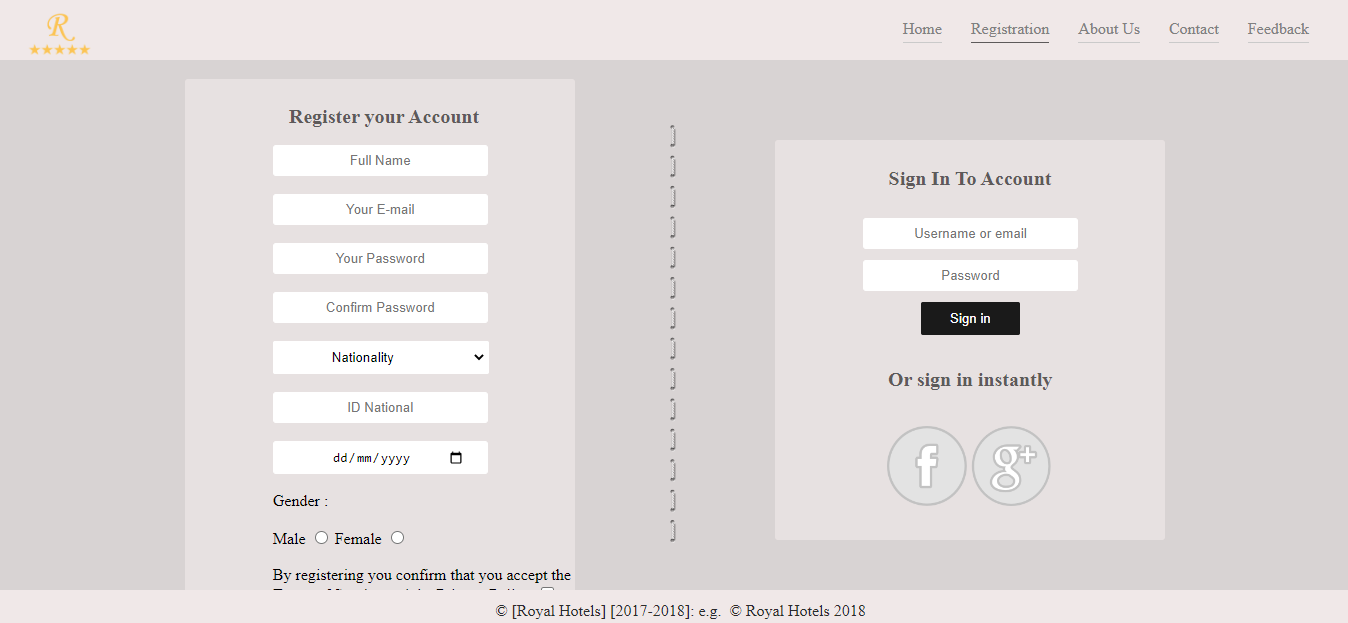 R
★★★★★
Home Registration About Us Contact Feedback
Register your Account
Full Name
Your E-mail
Your Password
Confirm Password
Nationality
ID National
dd/mm/yyyy
Gender :
Male Female
By registering you confirm that you accept the
Sign In To Account
Username or email
Password
Sign in
Or sign in instantly
f g+
© [Royal Hotels] [2017-2018]: e.g. © Royal Hotels 2018